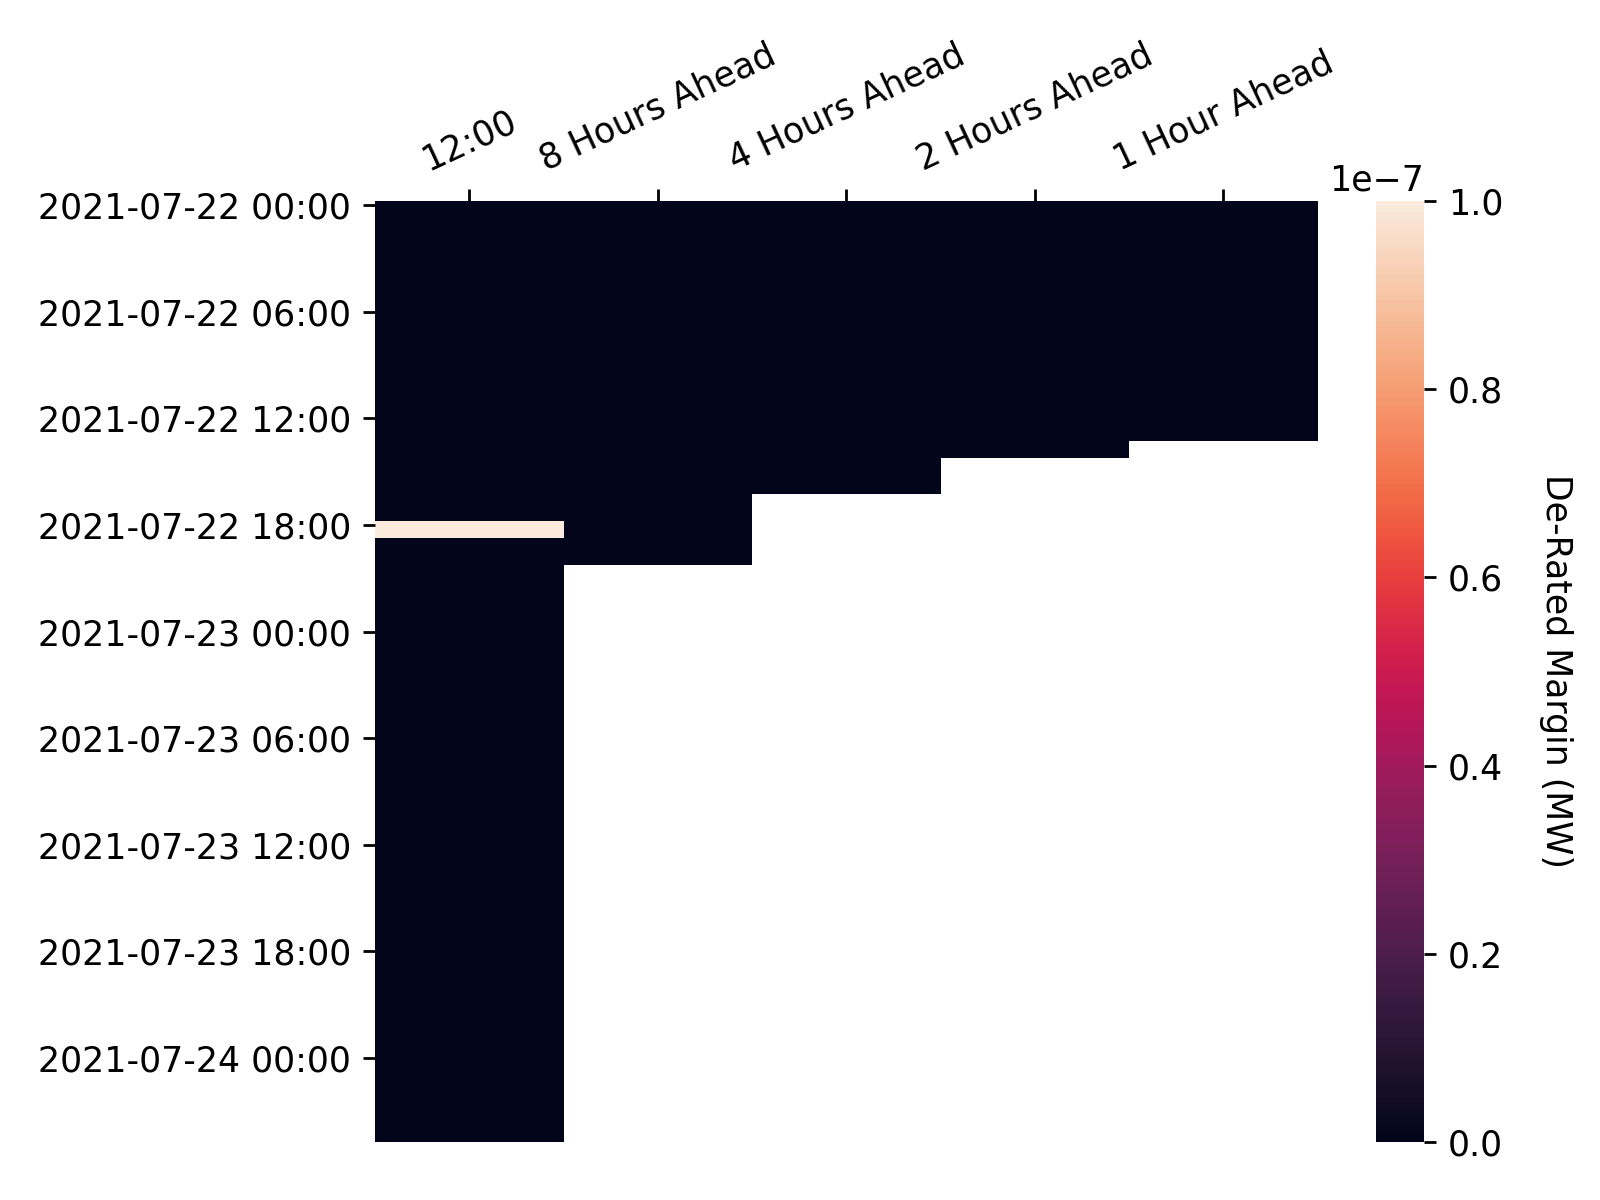 12:00
8 Hours Ahead
4 Hours Ahead
2 Hours Ahead
1 Hour Ahead
1e−7
2021-07-22 00:00
2021-07-22 06:00
2021-07-22 12:00
2021-07-22 18:00
2021-07-23 00:00
2021-07-23 06:00
2021-07-23 12:00
2021-07-23 18:00
2021-07-24 00:00
1.0
0.8
0.6
0.4
0.2
0.0
De-Rated Margin (MW)